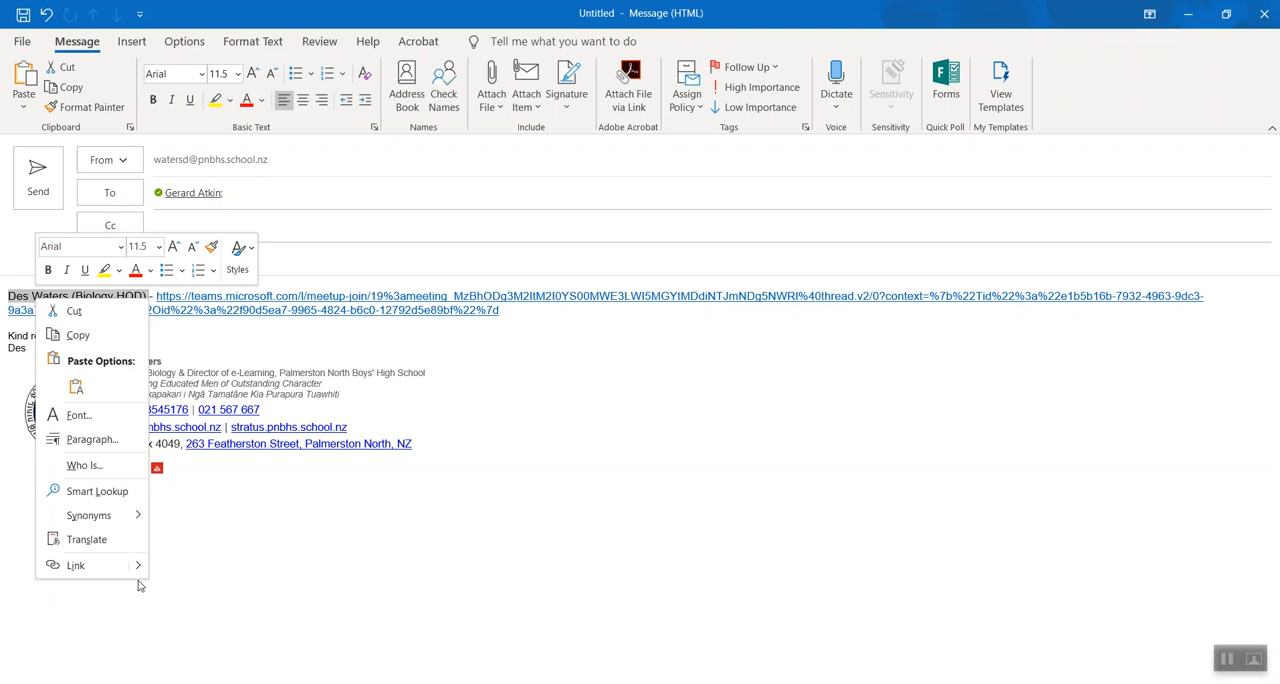 Untitled - Message (HTML)
File Message Insert Options Format Text Review Help Acrobat Tell me what you want to do
Paste
Cut
Copy
Format Painter
Clipboard
Arial 11.5
B I U A
Basic Text
Address Book
Check Names
Names
Attach File
Attach Item
Signature
Include
Attach File via Link
Adobe Acrobat
Assign Policy
Follow Up
High Importance
Low Importance
Tags
Dictate
Voice
Sensitivity
Sensitivity
Forms
Quick Poll
View Templates
My Templates
Send
From watersd@pnbhs.school.nz
To Gerard Atkin;
Cc
Arial 11.5
B I U A
Styles
Des Waters (Biology HOD) - https://teams.microsoft.com/l/meetup-join/19%3ameeting_MzBhODg3M2ItM2I0YS00MWE3LWI5MGYtMDdiNTJmNDg5NWRl%40thread.v2/0?context=%7b%22Tid%22%3a%22e1b5b16b-7932-4963-9dc3-
9a3a Oid%22%3a%22f90d5ea7-9965-4824-b6c0-12792d5e89bf%22%7d
Kind
Des
Cut
Copy
Paste Options:
Font...
Paragraph...
Who Is...
Smart Lookup
Synonyms
Translate
Link
ers
Biology & Director of e-Learning, Palmerston North Boys' High School
ng Educated Men of Outstanding Character
kapakari i Ngā Tamatāne Kia Purapura Tuawhiti
3545176 | 021 567 667
nbhs.school.nz | stratus.pnbhs.school.nz
x 4049, 263 Featherston Street, Palmerston North, NZ